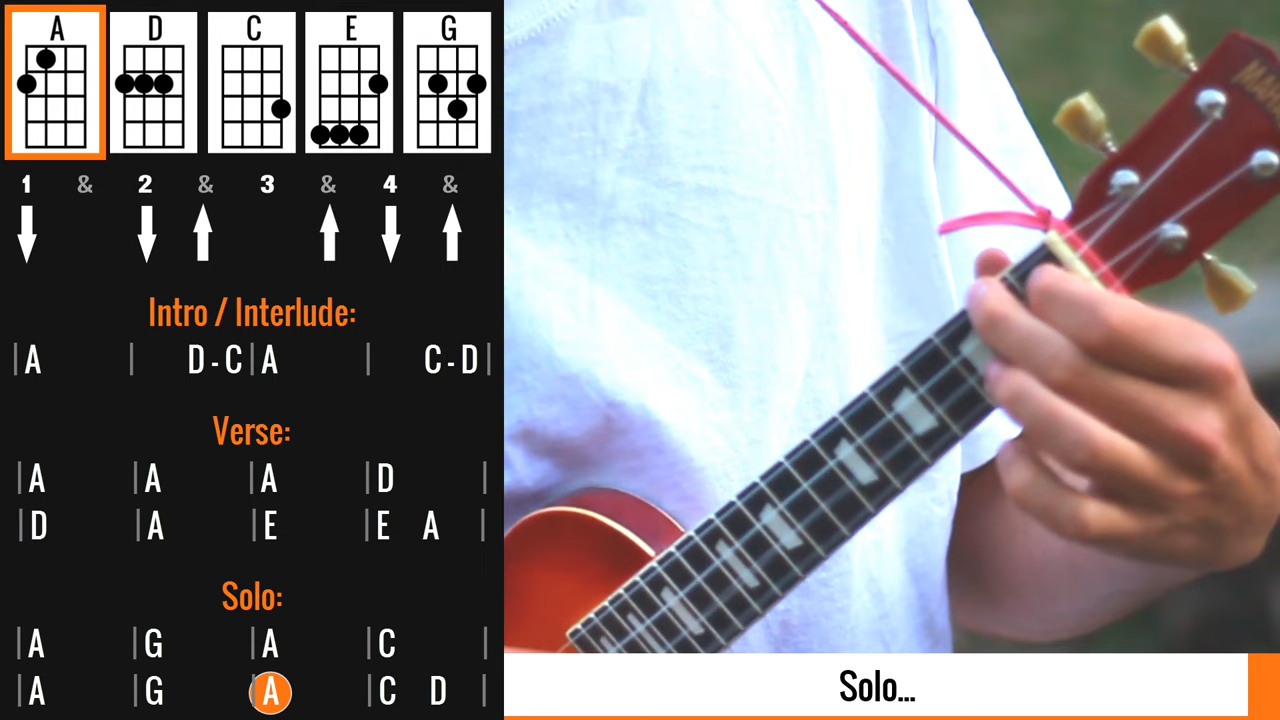 A D C E G
1 & 2 & 3 & 4 &
Intro / Interlude:
|A | D-C|A | C-D|
Verse:
|A |A |A |D |
|D |A |E |E A |
Solo:
|A |G |A |C |
|A |G |A |C D |
Solo...